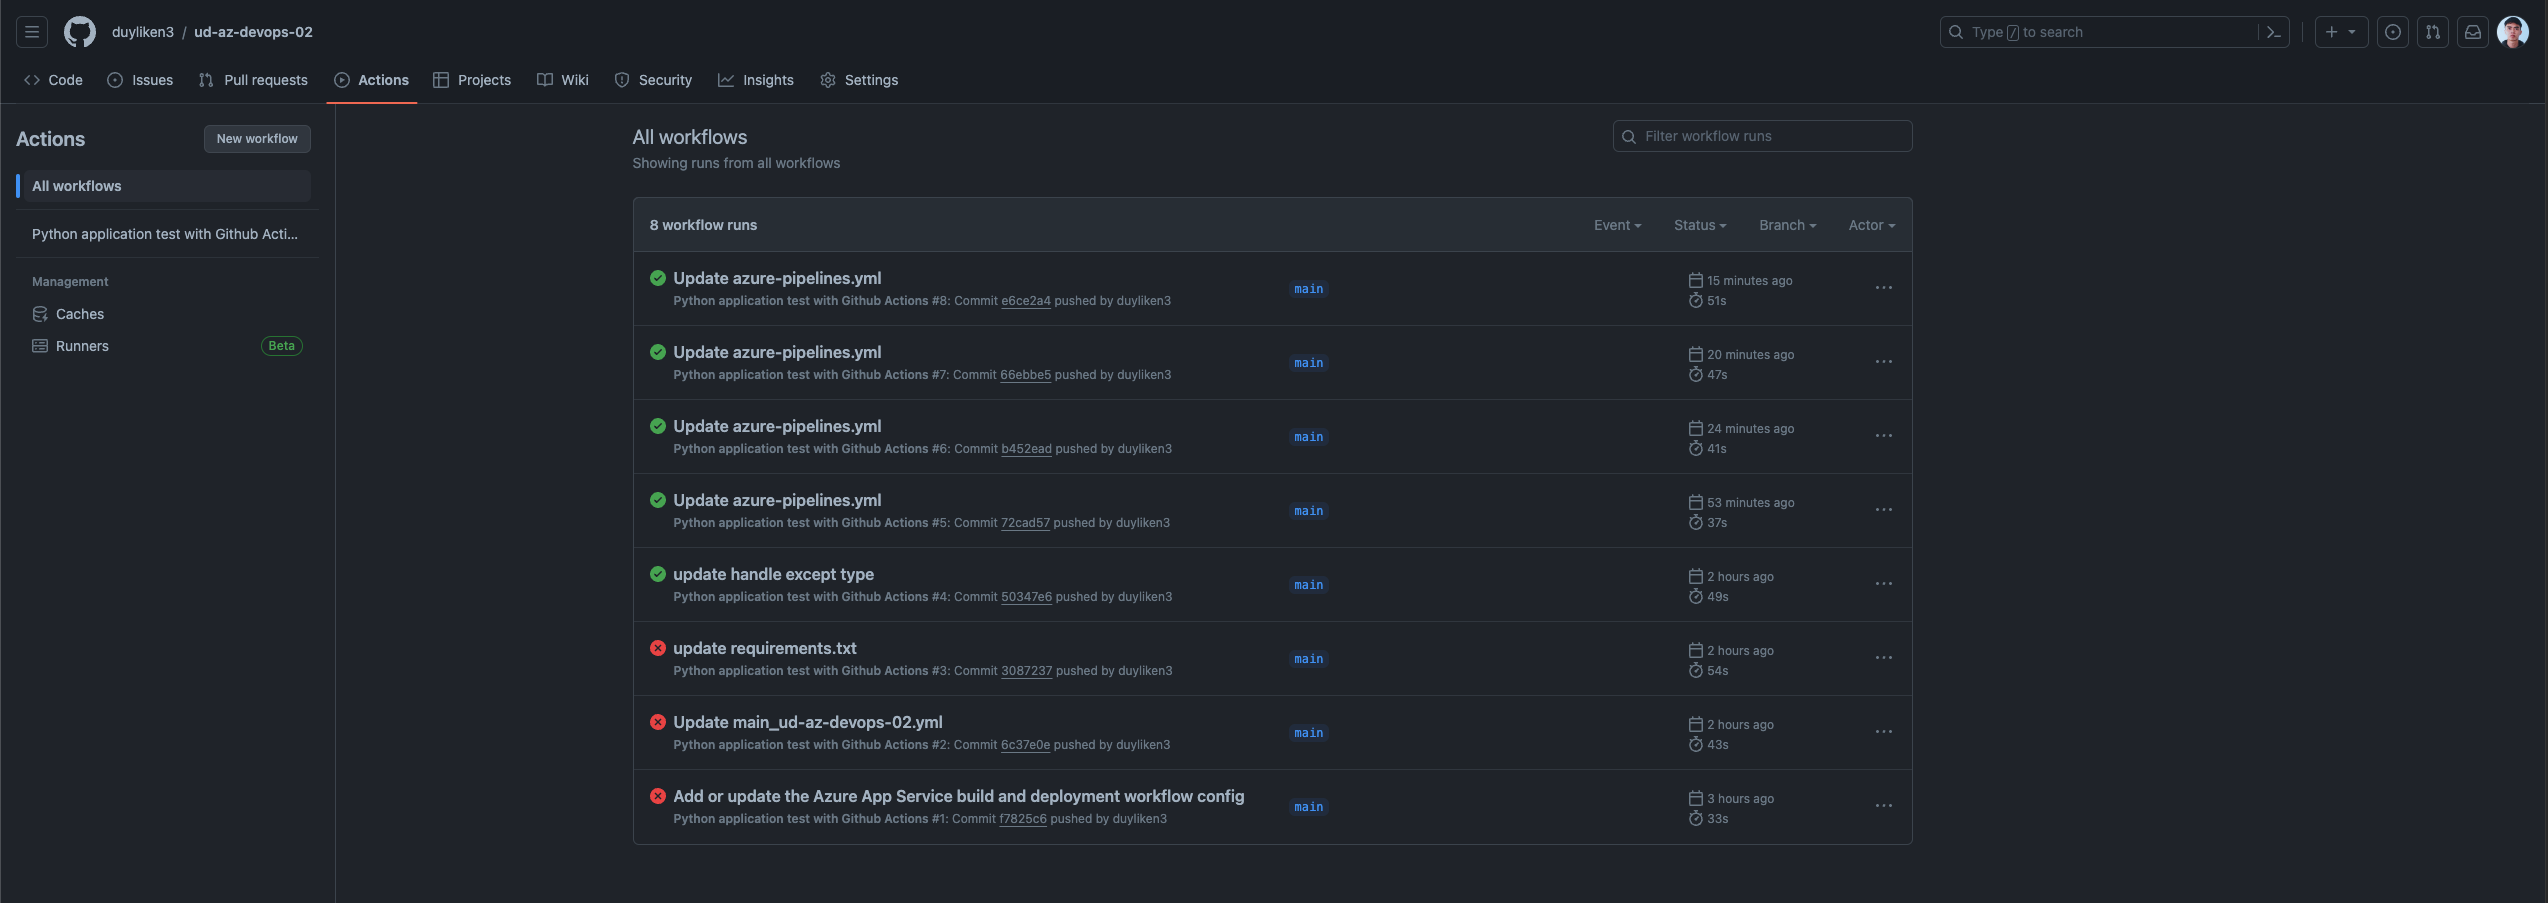 duyliken3 / ud-az-devops-02
Type / to search
Code Issues Pull requests Actions Projects Wiki Security Insights Settings
Actions
New workflow
All workflows
Python application test with Github Acti...
Management
Caches
Runners Beta
All workflows
Showing runs from all workflows
Filter workflow runs
8 workflow runs
Event Status Branch Actor
Update azure-pipelines.yml
Python application test with Github Actions #8: Commit e6ce2a4 pushed by duyliken3
main
15 minutes ago
51s
Update azure-pipelines.yml
Python application test with Github Actions #7: Commit 66ebbe5 pushed by duyliken3
main
20 minutes ago
47s
Update azure-pipelines.yml
Python application test with Github Actions #6: Commit b452ead pushed by duyliken3
main
24 minutes ago
41s
Update azure-pipelines.yml
Python application test with Github Actions #5: Commit 72cad57 pushed by duyliken3
main
53 minutes ago
37s
update handle except type
Python application test with Github Actions #4: Commit 50347e6 pushed by duyliken3
main
2 hours ago
49s
update requirements.txt
Python application test with Github Actions #3: Commit 3087237 pushed by duyliken3
main
2 hours ago
54s
Update main_ud-az-devops-02.yml
Python application test with Github Actions #2: Commit 6c37e0e pushed by duyliken3
main
2 hours ago
43s
Add or update the Azure App Service build and deployment workflow config
Python application test with Github Actions #1: Commit f7825c6 pushed by duyliken3
main
3 hours ago
33s